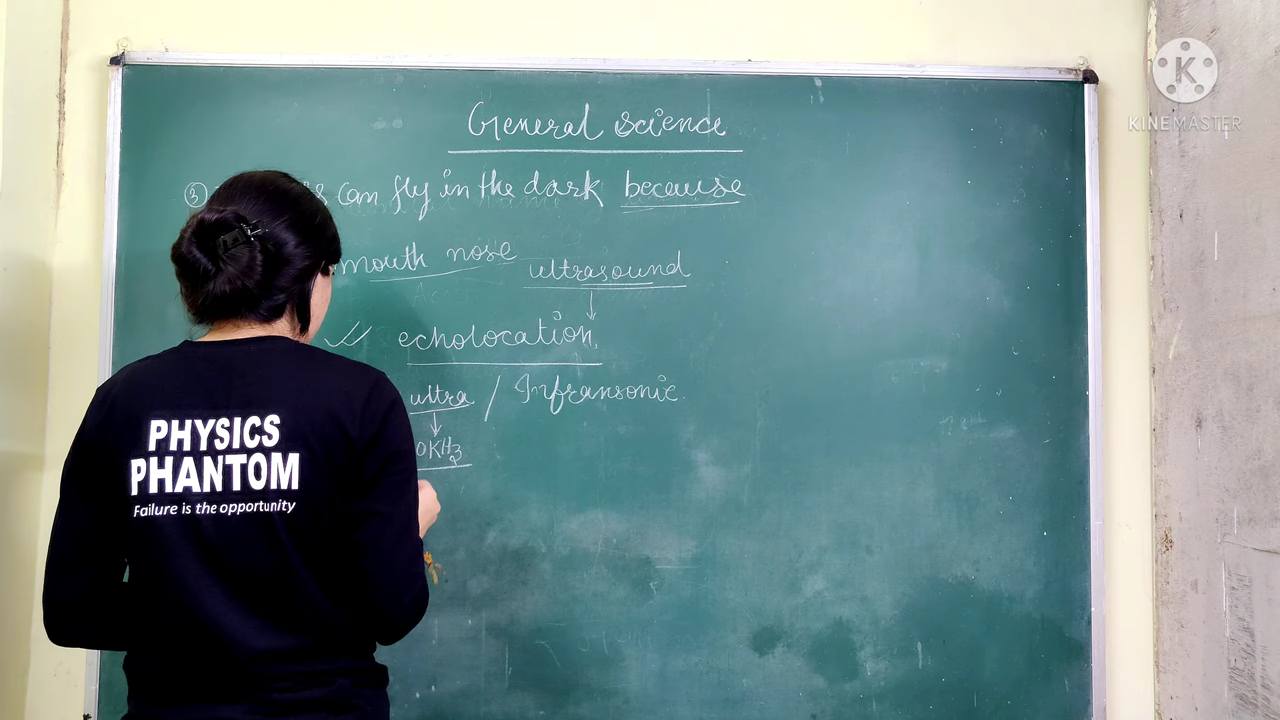 General Science
③ can fly in the dark because
mouth nose
ultrasound
echolocation
ultra / Infransonic
0KHz
PHYSICS
PHANTOM
Failure is the opportunity
K
KINEMASTER